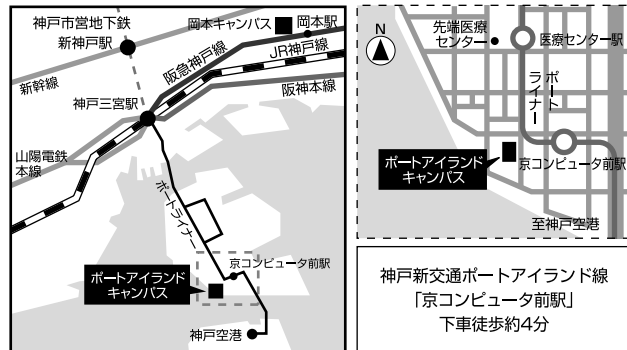 神戸市営地下鉄
新神戸駅
岡本キャンパス
岡本駅
新幹線
阪急神戸線
JR神戸線
神戸三宮駅
阪神本線
山陽電鉄
本線
ポートライナー
京コンピュータ前駅
ポートアイランド
キャンパス
神戸空港
N
先端医療
センター
医療センター駅
ポート
ライナー
ポートアイランド
キャンパス
京コンピュータ前駅
至神戸空港
神戸新交通ポートアイランド線
「京コンピュータ前駅」
下車徒歩約4分